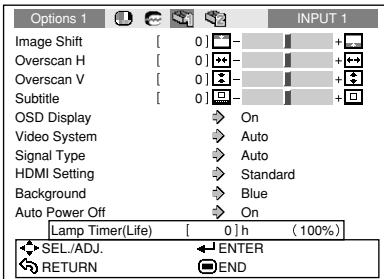 Options 1 INPUT 1
Image Shift [ 0 ] - +
Overscan H [ 0 ] - +
Overscan V [ 0 ] - +
Subtitle [ 0 ] - +
OSD Display On
Video System Auto
Signal Type Auto
HDMI Setting Standard
Background Blue
Auto Power Off On
Lamp Timer(Life) [ 0 ] h (100%)
SEL./ADJ. ENTER
RETURN END